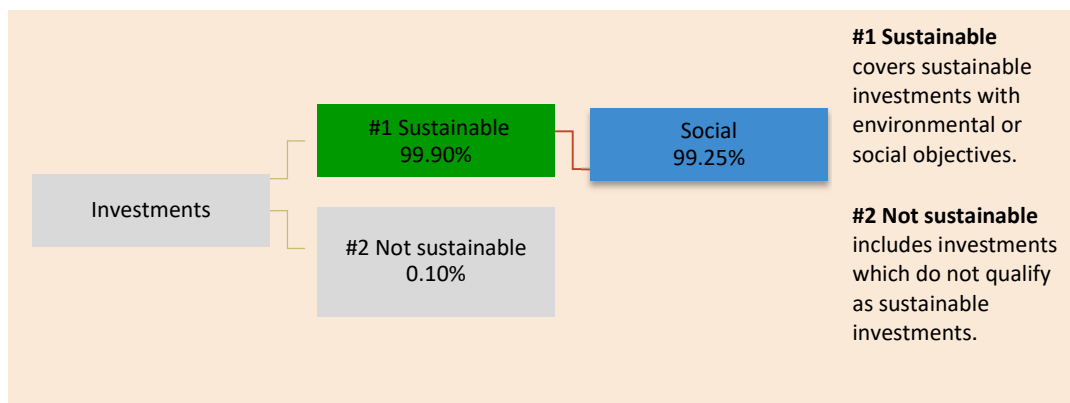 Investments
#1 Sustainable
99.90%
#2 Not sustainable
0.10%
Social
99.25%
#1 Sustainable
covers sustainable
investments with
environmental or
social objectives.
#2 Not sustainable
includes investments
which do not qualify
as sustainable
investments.